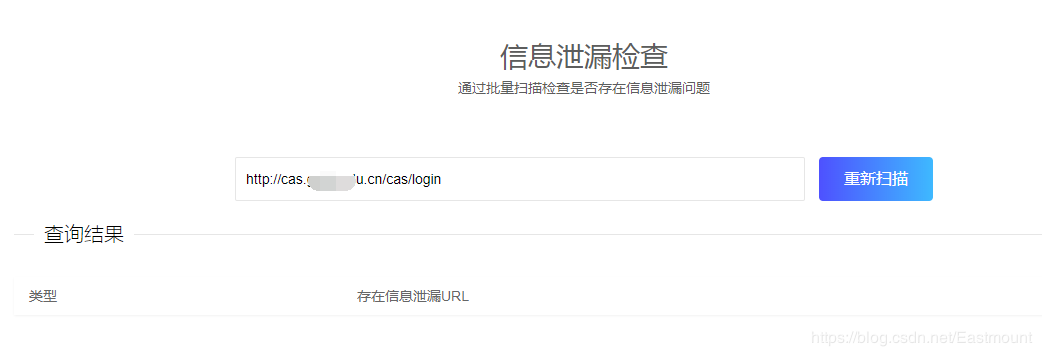 信息泄漏检查
通过批量扫描检查是否存在信息泄漏问题
http://cas. u.cn/cas/login
重新扫描
查询结果
类型 存在信息泄漏URL
https://blog.csdn.net/Eastmount